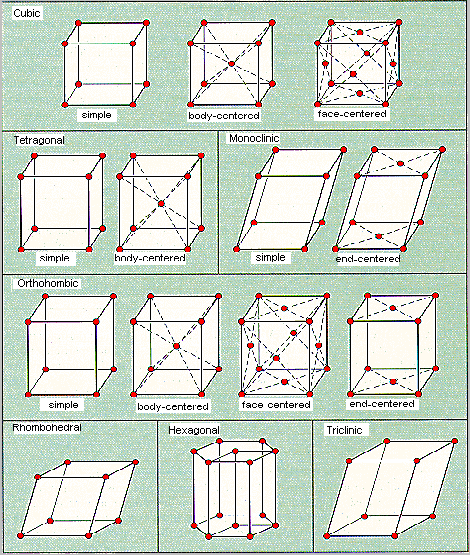 Cubic
simple
body-centered
face-centered
Tetragonal
simple
body-centered
Monoclinic
simple
end-centered
Orthohombic
simple
body-centered
face centered
end-centered
Rhombohedral
Hexagonal
Triclinic